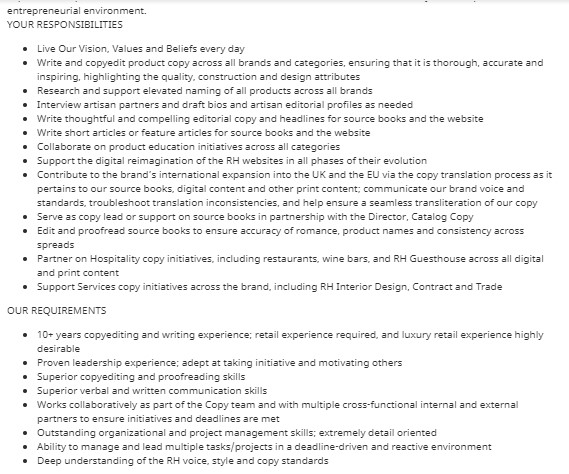 entrepreneurial environment.
YOUR RESPONSIBILITIES
• Live Our Vision, Values and Beliefs every day
• Write and copyedit product copy across all brands and categories, ensuring that it is thorough, accurate and
inspiring, highlighting the quality, construction and design attributes
• Research and support elevated naming of all products across all brands
• Interview artisan partners and draft bios and artisan editorial profiles as needed
• Write thoughtful and compelling editorial copy and headlines for source books and the website
• Write short articles or feature articles for source books and the website
• Collaborate on product education initiatives across all categories
• Support the digital reimagination of the RH websites in all phases of their evolution
• Contribute to the brand's international expansion into the UK and the EU via the copy translation process as it
pertains to our source books, digital content and other print content; communicate our brand voice and
standards, troubleshoot translation inconsistencies, and help ensure a seamless transliteration of our copy
• Serve as copy lead or support on source books in partnership with the Director, Catalog Copy
• Edit and proofread source books to ensure accuracy of romance, product names and consistency across
spreads
• Partner on Hospitality copy initiatives, including restaurants, wine bars, and RH Guesthouse across all digital
and print content
• Support Services copy initiatives across the brand, including RH Interior Design, Contract and Trade
OUR REQUIREMENTS
• 10+ years copyediting and writing experience; retail experience required, and luxury retail experience highly
desirable
• Proven leadership experience; adept at taking initiative and motivating others
• Superior copyediting and proofreading skills
• Superior verbal and written communication skills
• Works collaboratively as part of the Copy team and with multiple cross-functional internal and external
partners to ensure initiatives and deadlines are met
• Outstanding organizational and project management skills; extremely detail oriented
• Ability to manage and lead multiple tasks/projects in a deadline-driven and reactive environment
• Deep understanding of the RH voice, style and copy standards